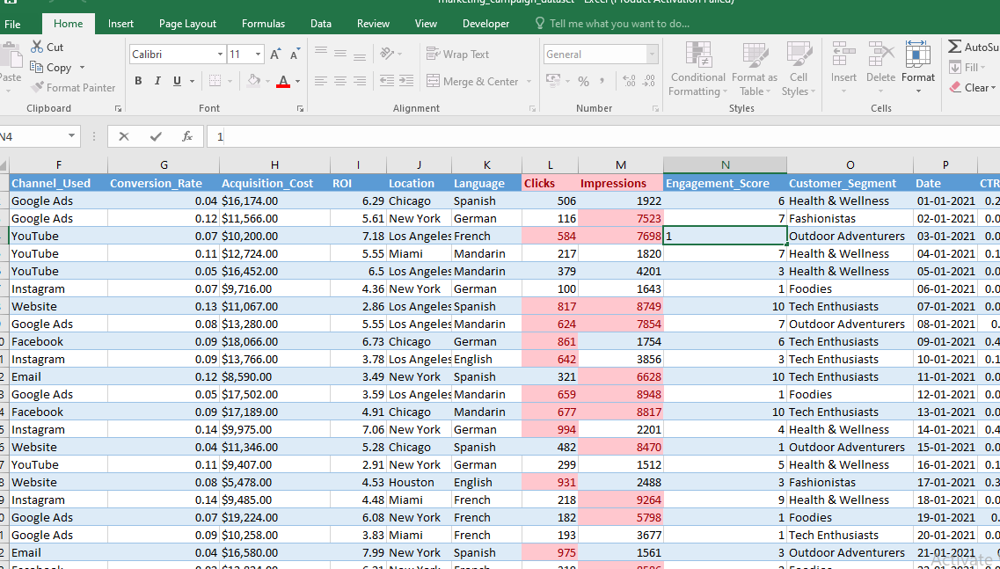 marketing_campaign_dataset - Excel (Product Activation Failed)
File Home Insert Page Layout Formulas Data Review View Developer Tell me what you want to do...
Cut
Copy
Format Painter
Clipboard
Calibri 11
B I U A
Font
Wrap Text
Merge & Center
Alignment
General
% ,
Number
Conditional Formatting Format as Table Cell Styles
Styles
Insert Delete Format
Cells
AutoSu
Fill
Clear
N4 fx 1
F G H I J K L M N O P
Channel_Used Conversion_Rate Acquisition_Cost ROI Location Language Clicks Impressions Engagement_Score Customer_Segment Date CTR
Google Ads 0.04 $16,174.00 6.29 Chicago Spanish 506 1922 6 Health & Wellness 01-01-2021 0.2
Google Ads 0.12 $11,566.00 5.61 New York German 116 7523 7 Fashionistas 02-01-2021 0.0
YouTube 0.07 $10,200.00 7.18 Los Angeles French 584 7698 1 Outdoor Adventurers 03-01-2021 0.0
YouTube 0.11 $12,724.00 5.55 Miami Mandarin 217 1820 7 Health & Wellness 04-01-2021 0.1
YouTube 0.05 $16,452.00 6.5 Los Angeles Mandarin 379 4201 3 Health & Wellness 05-01-2021 0.0
Instagram 0.07 $9,716.00 4.36 New York German 100 1643 1 Foodies 06-01-2021 0.0
Website 0.13 $11,067.00 2.86 Los Angeles Spanish 817 8749 10 Tech Enthusiasts 07-01-2021 0.0
Google Ads 0.08 $13,280.00 5.55 Los Angeles Mandarin 624 7854 7 Outdoor Adventurers 08-01-2021 0.
Facebook 0.09 $18,066.00 6.73 Chicago German 861 1754 6 Tech Enthusiasts 09-01-2021 0.4
Instagram 0.09 $13,766.00 3.78 Los Angeles English 642 3856 3 Tech Enthusiasts 10-01-2021 0.1
Email 0.12 $8,590.00 3.49 New York Spanish 321 6628 10 Tech Enthusiasts 11-01-2021 0.0
Google Ads 0.05 $17,502.00 3.59 Los Angeles Mandarin 659 8948 1 Foodies 12-01-2021 0.0
Facebook 0.09 $17,189.00 4.91 Chicago Mandarin 677 8817 10 Tech Enthusiasts 13-01-2021 0.0
Instagram 0.14 $9,975.00 7.06 New York German 994 2201 4 Health & Wellness 14-01-2021 0.4
Website 0.04 $11,346.00 5.28 Chicago Spanish 482 8470 1 Outdoor Adventurers 15-01-2021 0.0
YouTube 0.11 $9,407.00 2.91 New York German 299 1512 5 Health & Wellness 16-01-2021 0.1
Website 0.08 $5,478.00 4.53 Houston English 931 2488 3 Fashionistas 17-01-2021 0.3
Instagram 0.14 $9,485.00 4.48 Miami French 218 9264 9 Health & Wellness 18-01-2021 0.0
Google Ads 0.07 $19,224.00 6.08 New York French 182 5798 1 Foodies 19-01-2021 0.
Google Ads 0.09 $10,258.00 3.83 Miami French 193 3677 1 Tech Enthusiasts 20-01-2021 0.0
Email 0.04 $16,580.00 7.99 New York Spanish 975 1561 3 Outdoor Adventurers 21-01-2021
Activate